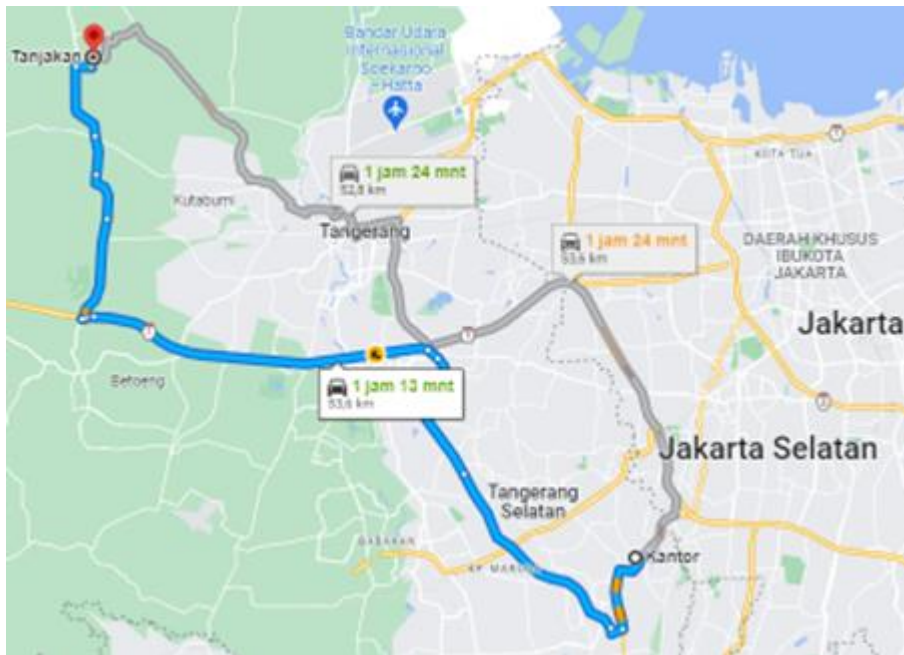 Bandar Udara
Internasional
Soekarno
- Hatta
Tanjakan
1 jam 24 mnt
52,8 km
KOTA TUA
Kutabumi
Tangerang
1 jam 24 mnt
53,6 km
DAERAH KHUSUS
IBUKOTA
JAKARTA
Jakarta
1 jam 13 mnt
53,6 km
Jakarta Selatan
Tangerang
Selatan
Kantor